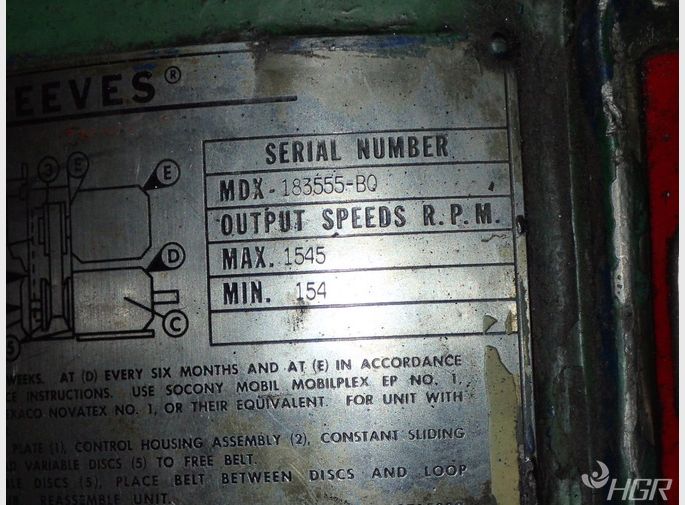 EEVES®
SERIAL NUMBER
MDX-183555-BQ
OUTPUT SPEEDS R.P.M.
MAX. 1545
MIN. 154
3 E E
D
C
WEEKS. AT (D) EVERY SIX MONTHS AND AT (E) IN ACCORDANCE
INSTRUCTIONS. USE SOCONY MOBIL MOBILPLEX EP NO. 1,
NOVATEX NO. 1, OR THEIR EQUIVALENT. FOR UNIT WITH
PLATE (1), CONTROL HOUSING ASSEMBLY (2), CONSTANT SLIDING
VARIABLE DISCS (5) TO FREE BELT.
DISCS (5), PLACE BELT BETWEEN DISCS AND LOOP
REASSEMBLE UNIT.
HGR